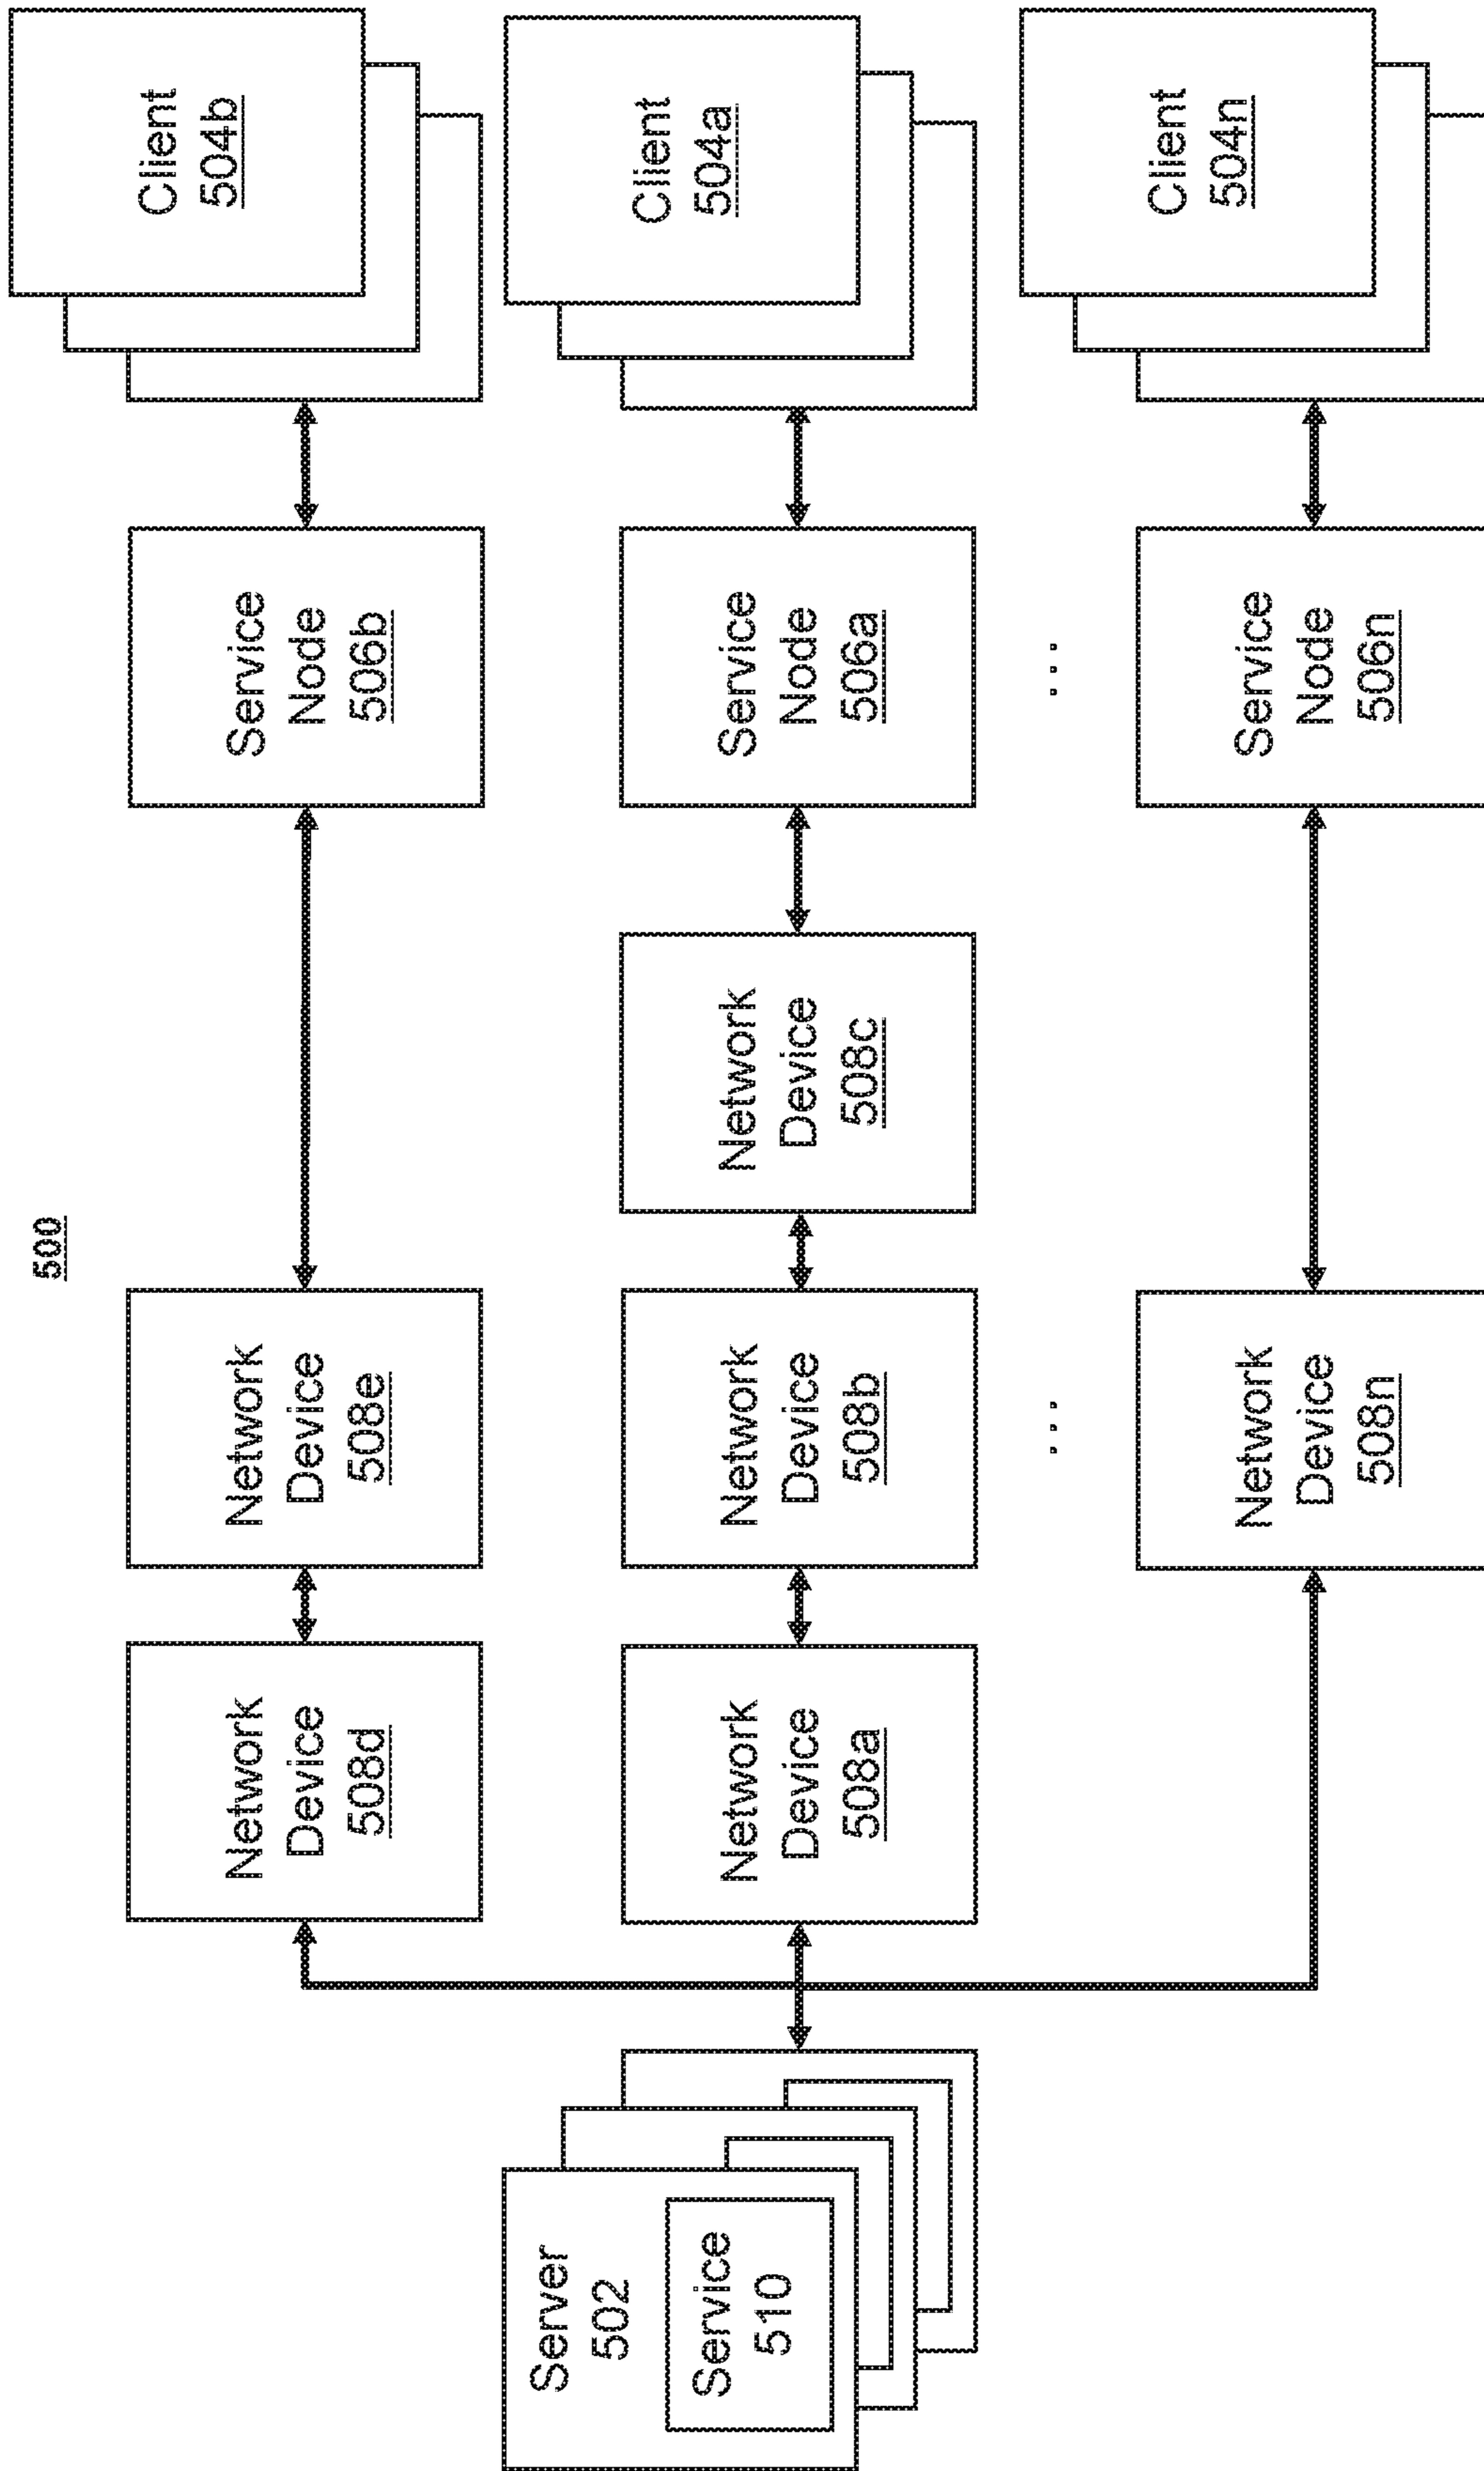 500
Server
502
Service
510
Network
Device
508d
Network
Device
508e
Service
Node
506b
Client
504b
Network
Device
508a
Network
Device
508b
Network
Device
508c
Service
Node
506a
Client
504a
...
...
Network
Device
508n
Service
Node
506n
Client
504n